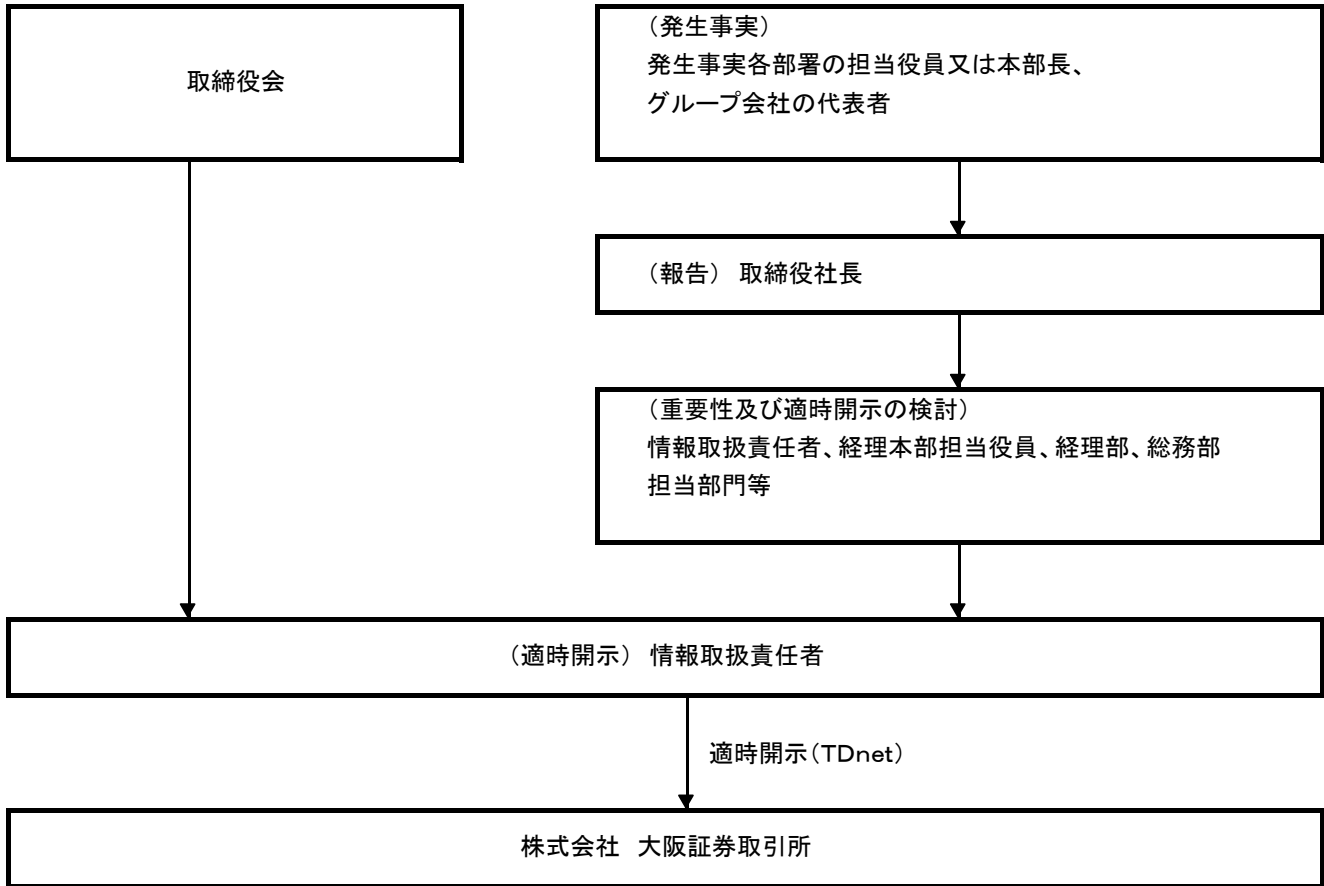 取締役会
（発生事実）
発生事実各部署の担当役員又は本部長、
グループ会社の代表者
（報告） 取締役社長
（重要性及び適時開示の検討）
情報取扱責任者、経理本部担当役員、経理部、総務部
担当部門等
（適時開示） 情報取扱責任者
適時開示（TDnet）
株式会社　大阪証券取引所